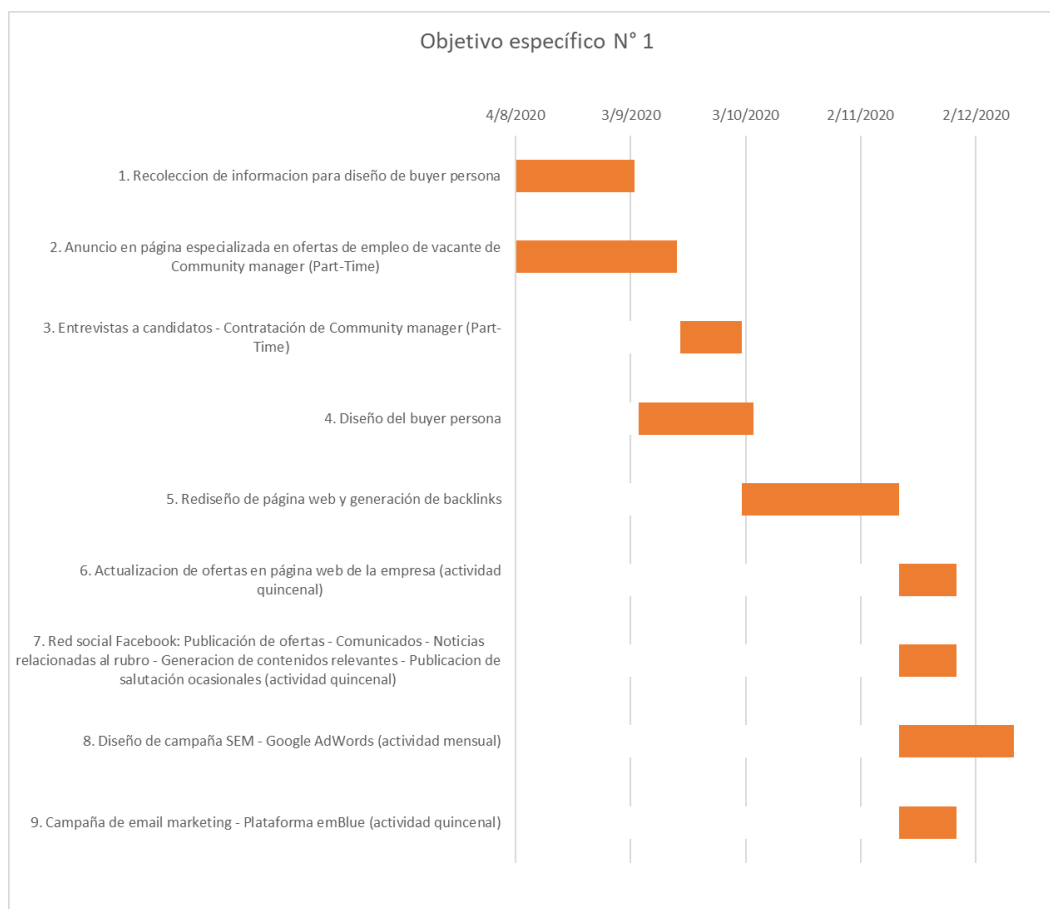 Objetivo específico N° 1
4/8/2020 3/9/2020 3/10/2020 2/11/2020 2/12/2020
1. Recoleccion de informacion para diseño de buyer persona
2. Anuncio en página especializada en ofertas de empleo de vacante de
Community manager (Part-Time)
3. Entrevistas a candidatos - Contratación de Community manager (Part-
Time)
4. Diseño del buyer persona
5. Rediseño de página web y generación de backlinks
6. Actualizacion de ofertas en página web de la empresa (actividad
quincenal)
7. Red social Facebook: Publicación de ofertas - Comunicados - Noticias
relacionadas al rubro - Generacion de contenidos relevantes - Publicacion de
salutación ocasionales (actividad quincenal)
8. Diseño de campaña SEM - Google AdWords (actividad mensual)
9. Campaña de email marketing - Plataforma emBlue (actividad quincenal)